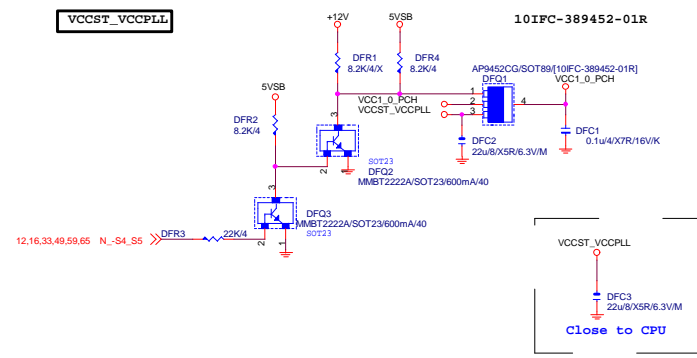 VCCST_VCCPLL
+12V
5VSB
10IFC-389452-01R
DFR1
8.2K/4/X
DFR4
8.2K/4
AP9452CG/SOT89/[10IFC-389452-01R]
DFQ1
VCC1_0_PCH
5VSB
VCC1_0_PCH
VCCST_VCCPLL
1
2
3
4
DFR2
8.2K/4
3
DFC1
0.1u/4/X7R/16V/K
DFC2
22u/8/X5R/6.3V/M
2
1
SOT23
DFQ2
MMBT2222A/SOT23/600mA/40
3
DFQ3
MMBT2222A/SOT23/600mA/40
SOT23
12,16,33,49,59,65 N_-S4_S5
DFR3
22K/4
2
1
VCCST_VCCPLL
DFC3
22u/8/X5R/6.3V/M
Close to CPU